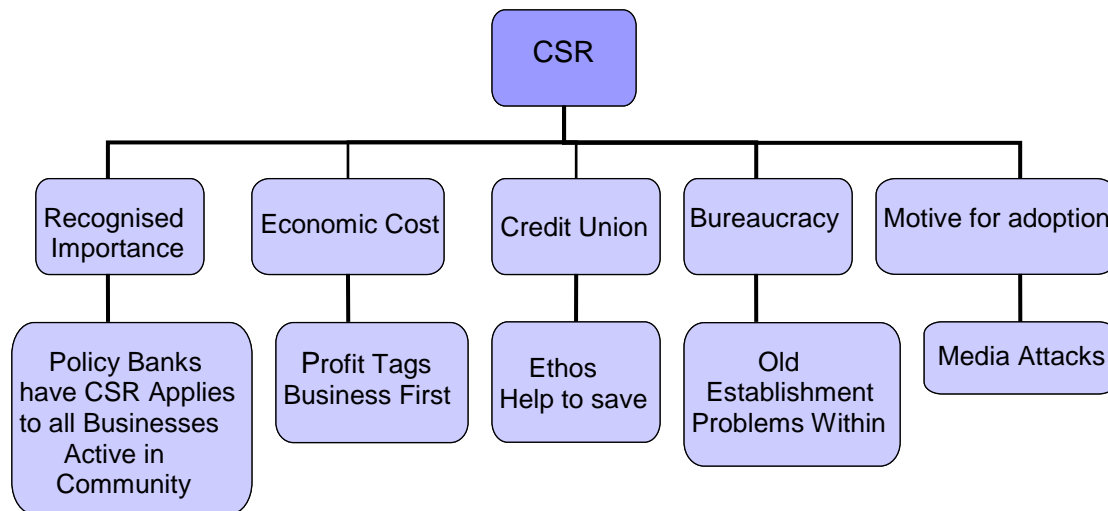 CSR
Recognised
Importance
Economic Cost
Credit Union
Bureaucracy
Motive for adoption
Policy Banks
have CSR Applies
to all Businesses
Active in
Community
Profit Tags
Business First
Ethos
Help to save
Old
Establishment
Problems Within
Media Attacks